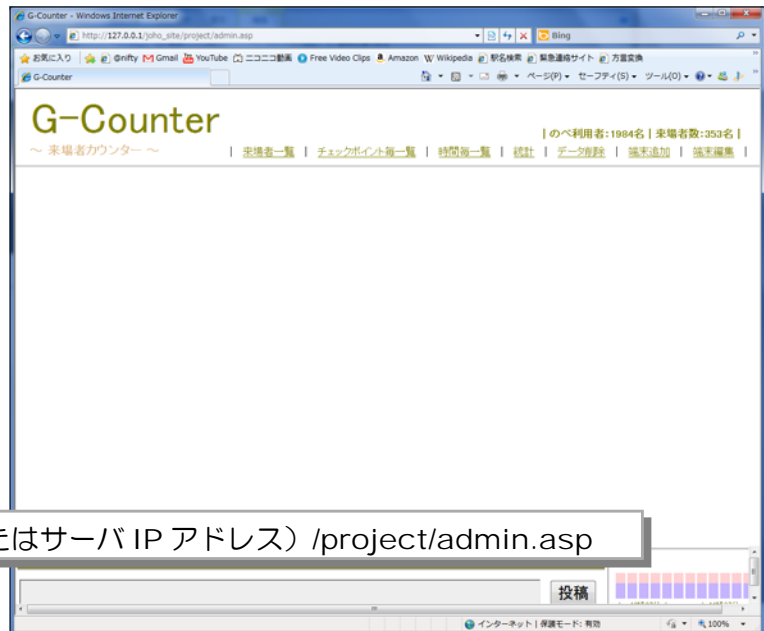 G-Counter - Windows Internet Explorer
http://127.0.0.1/joho_site/project/admin.asp
Bing
お気に入り @nifty Gmail YouTube ニコニコ動画 Free Video Clips Amazon Wikipedia 駅名検索 緊急連絡サイト 方言変換
G-Counter
ページ(P) セーフティ(S) ツール(O)
G-Counter
|のべ利用者:1984名|来場者数:353名|
～ 来場者カウンター ～
| 来場者一覧 | チェックポイント毎一覧 | 時間毎一覧 | 統計 | データ削除 | 端末追加 | 端末編集 |
はサーバ IP アドレス）/project/admin.asp
投稿
インターネット | 保護モード: 有効
100%